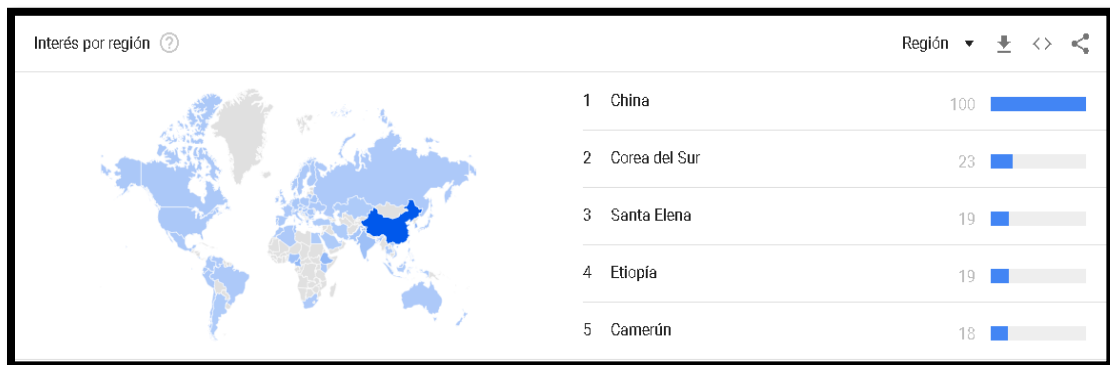 Interés por región
Región
1 China 100
2 Corea del Sur 23
3 Santa Elena 19
4 Etiopía 19
5 Camerún 18